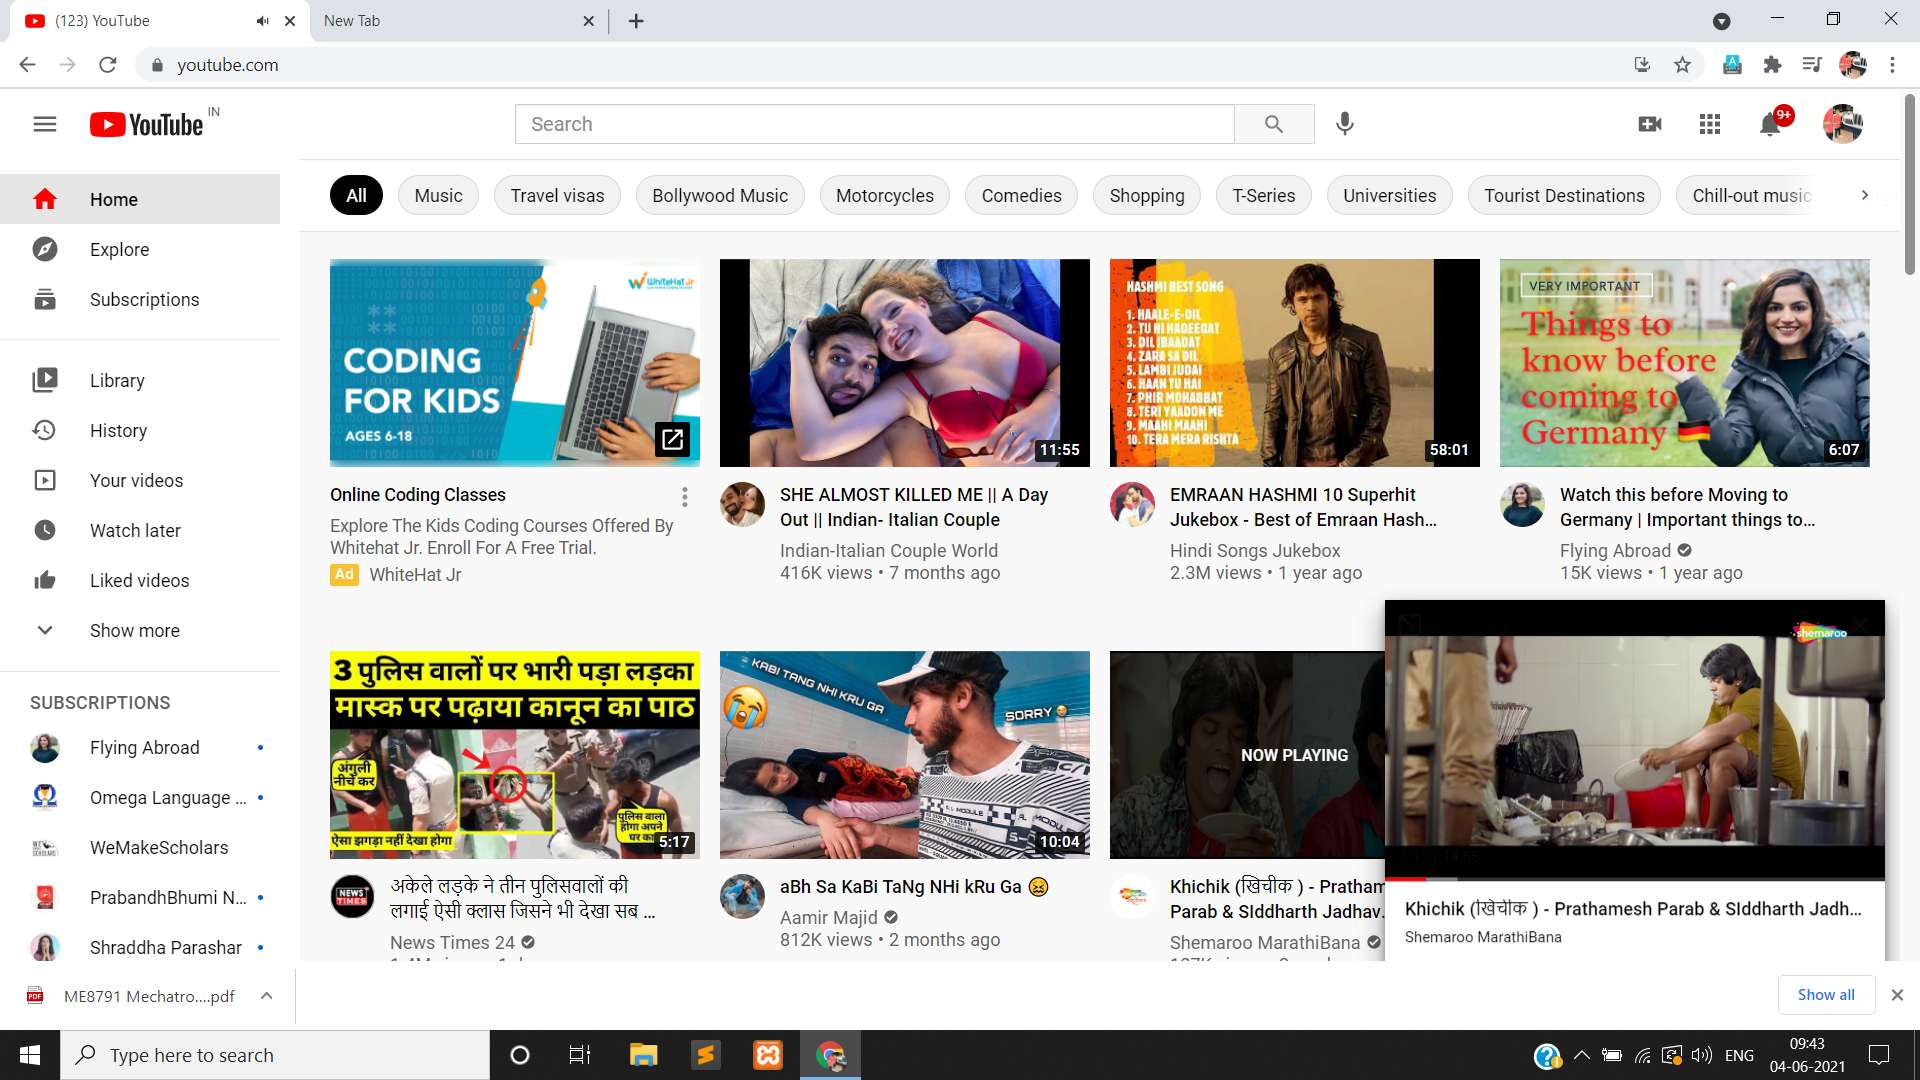 (123) YouTube
New Tab
youtube.com
YouTube IN
Search
9+
Home
Explore
Subscriptions
Library
History
Your videos
Watch later
Liked videos
Show more
SUBSCRIPTIONS
Flying Abroad
Omega Language ...
WeMakeScholars
PrabandhBhumi N...
Shraddha Parashar
All
Music
Travel visas
Bollywood Music
Motorcycles
Comedies
Shopping
T-Series
Universities
Tourist Destinations
Chill-out music
WhiteHat Jr
CODING
FOR KIDS
AGES 6-18
Online Coding Classes
Explore The Kids Coding Courses Offered By
Whitehat Jr. Enroll For A Free Trial.
Ad WhiteHat Jr
11:55
SHE ALMOST KILLED ME || A Day
Out || Indian- Italian Couple
Indian-Italian Couple World
416K views • 7 months ago
HASHMI BEST SONG
1. HAALE-E-DIL
2. TU HI HAQEEQAT
3. DIL IBAADAT
4. ZARA SA DIL
5. LAMBI JUDAI
6. HAAN TU HAI
7. PHIR MOHABBAT
8. TERI YAADON ME
9. MAAHI MAAHI
10. TERA MERA RISHTA
58:01
EMRAAN HASHMI 10 Superhit
Jukebox - Best of Emraan Hash...
Hindi Songs Jukebox
2.3M views • 1 year ago
VERY IMPORTANT
Things to
know before
coming to
Germany
6:07
Watch this before Moving to
Germany | Important things to...
Flying Abroad
15K views • 1 year ago
3 पुलिस वालों पर भारी पड़ा लड़का
मास्क पर पढ़ाया कानून का पाठ
अंगुली
नीचे कर
पुलिस वाला
होगा अपने
घर का
ऐसा झगड़ा नहीं देखा होगा
5:17
NEWS
TIMES
अकेले लड़के ने तीन पुलिसवालों की
लगाई ऐसी क्लास जिसने भी देखा सब ...
News Times 24
KABI TANG NHI KRU GA
SORRY
10:04
aBh Sa KaBi TaNg NHi kRu Ga 😖
Aamir Majid
812K views • 2 months ago
NOW PLAYING
Khichik (खिचीक ) - Pratham
Parab & SIddharth Jadhav.
Shemaroo MarathiBana
shemaroo
Khichik (खिचीक ) - Prathamesh Parab & SIddharth Jadh...
Shemaroo MarathiBana
PDF
ME8791 Mechatro....pdf
Show all
Type here to search
ENG
09:43
04-06-2021